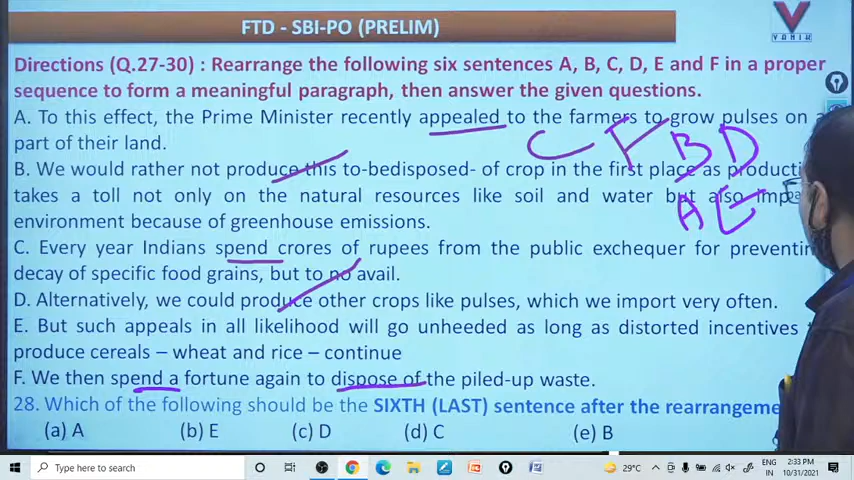 FTD - SBI-PO (PRELIM)
VARIN
Directions (Q.27-30) : Rearrange the following six sentences A, B, C, D, E and F in a proper
sequence to form a meaningful paragraph, then answer the given questions.
A. To this effect, the Prime Minister recently appealed to the farmers to grow pulses on a
part of their land.
C F B D
A E
B. We would rather not produce this to-bedisposed- of crop in the first place as producti
takes a toll not only on the natural resources like soil and water but also imp
environment because of greenhouse emissions.
C. Every year Indians spend crores of rupees from the public exchequer for preventin
decay of specific food grains, but to no avail.
D. Alternatively, we could produce other crops like pulses, which we import very often.
E. But such appeals in all likelihood will go unheeded as long as distorted incentives
produce cereals – wheat and rice – continue
F. We then spend a fortune again to dispose of the piled-up waste.
28. Which of the following should be the SIXTH (LAST) sentence after the rearrangeme
(a) A (b) E (c) D (d) C (e) B
Type here to search
29°C
ENG
IN
2:33 PM
10/31/2021